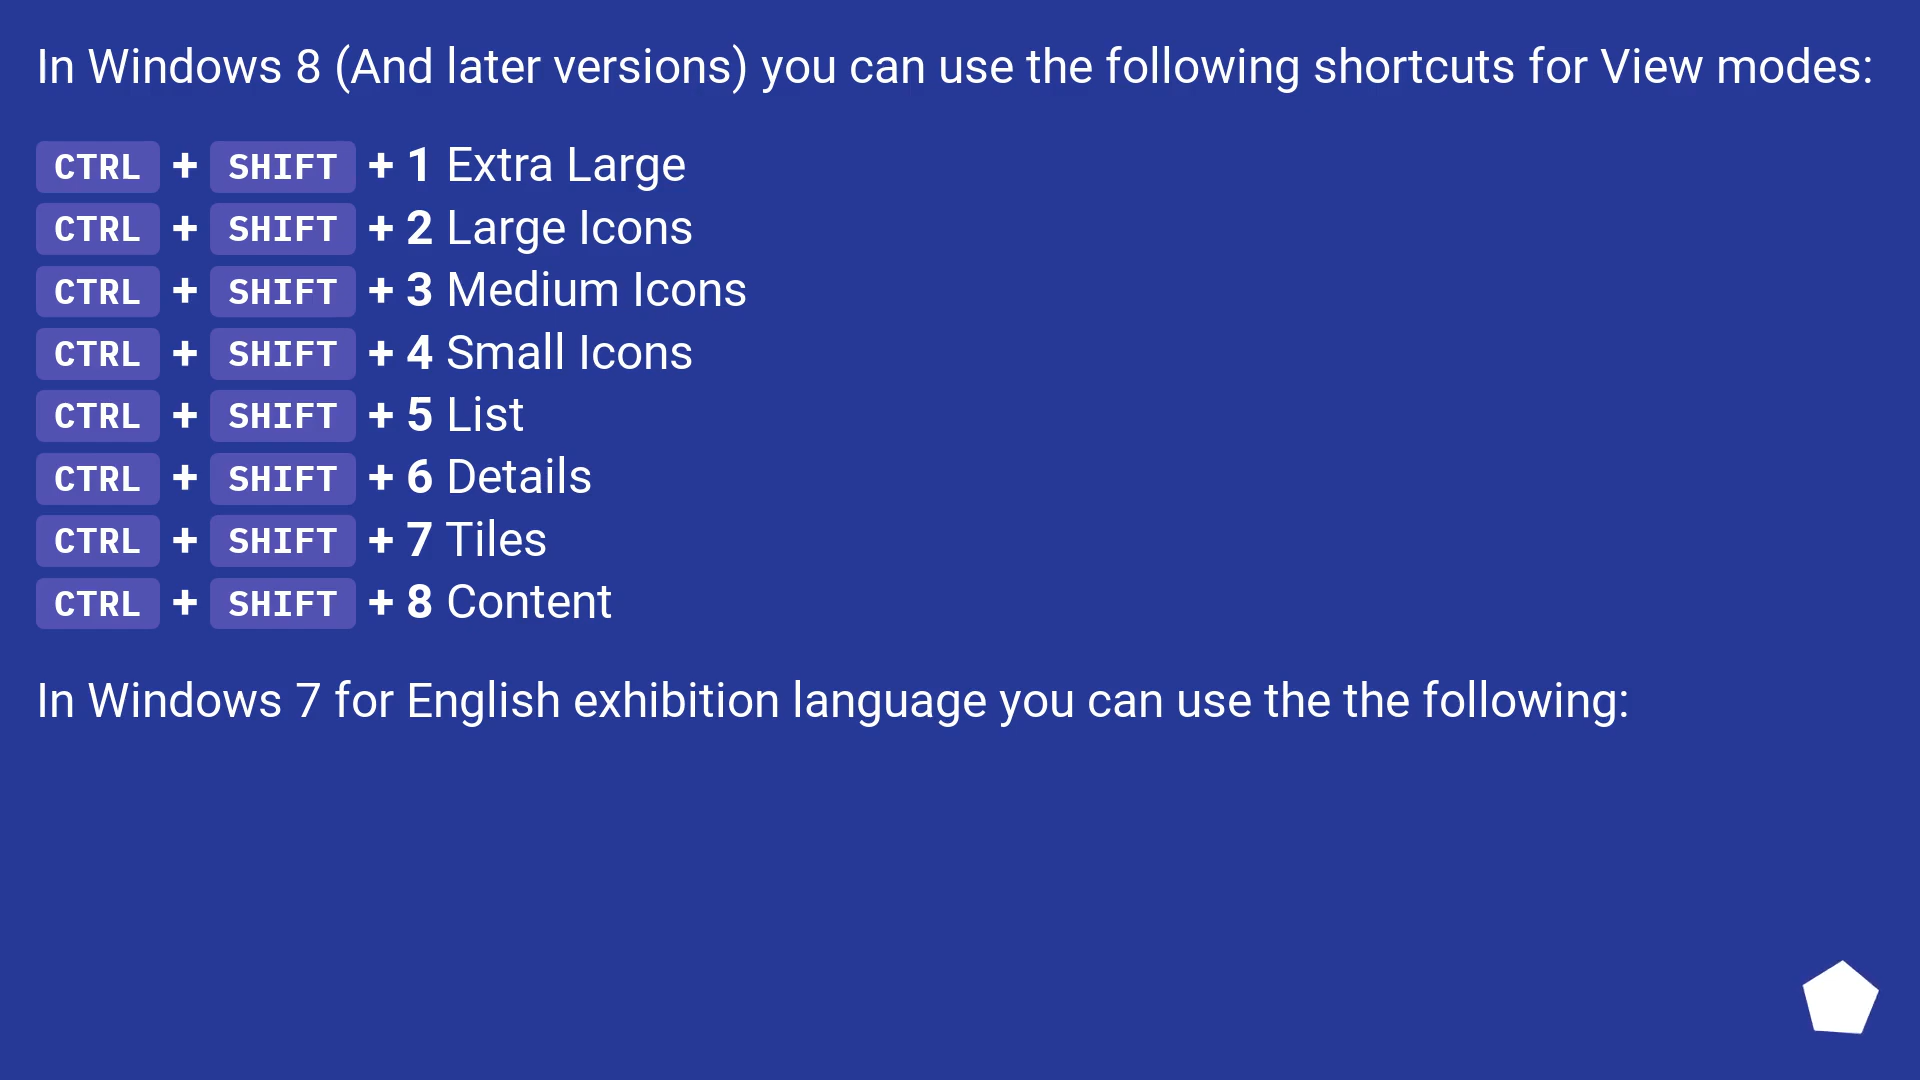 In Windows 8 (And later versions) you can use the following shortcuts for View modes:
CTRL + SHIFT + 1 Extra Large
CTRL + SHIFT + 2 Large Icons
CTRL + SHIFT + 3 Medium Icons
CTRL + SHIFT + 4 Small Icons
CTRL + SHIFT + 5 List
CTRL + SHIFT + 6 Details
CTRL + SHIFT + 7 Tiles
CTRL + SHIFT + 8 Content
In Windows 7 for English exhibition language you can use the the following: